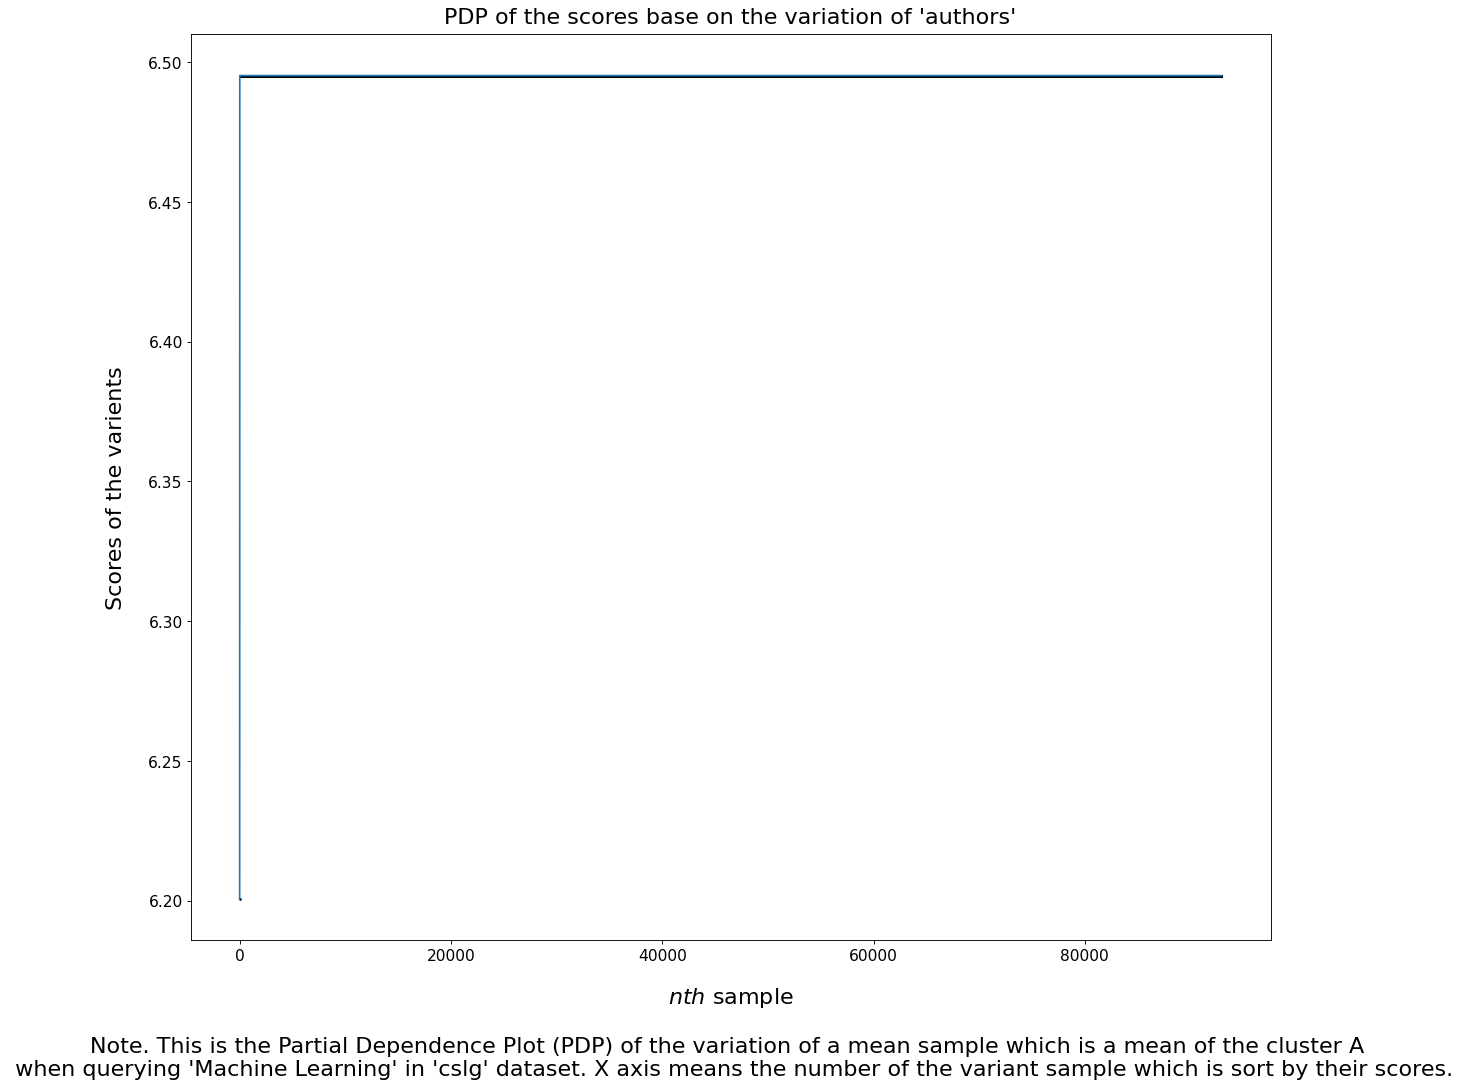 PDP of the scores base on the variation of 'authors'
6.50
6.45
6.40
6.35
6.30
6.25
6.20
Scores of the varients
0 20000 40000 60000 80000
nth sample
Note. This is the Partial Dependence Plot (PDP) of the variation of a mean sample which is a mean of the cluster A
when querying 'Machine Learning' in 'cslg' dataset. X axis means the number of the variant sample which is sort by their scores.